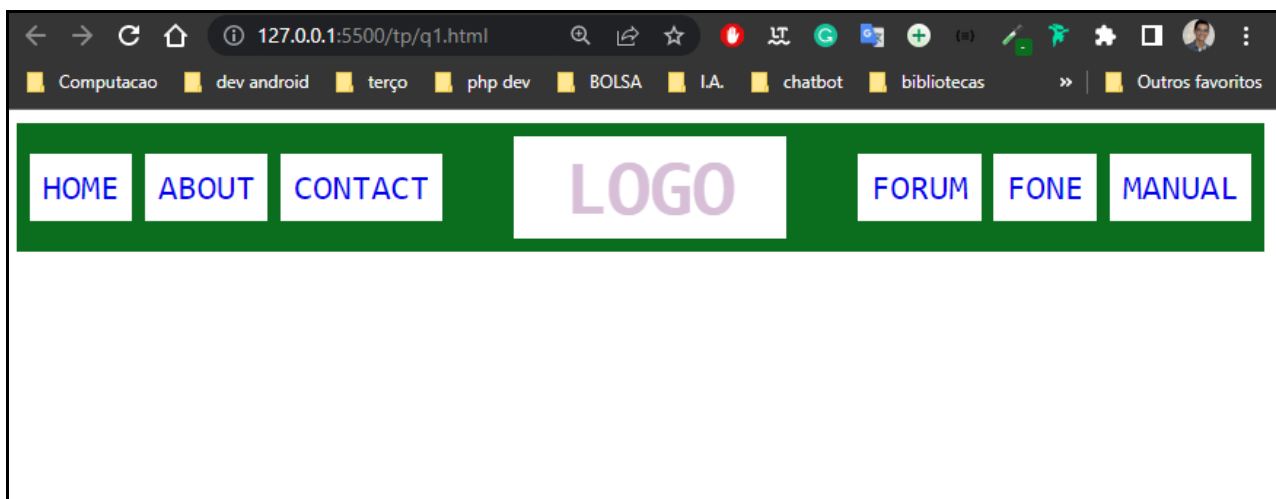 127.0.0.1:5500/tp/q1.html
Computacao dev android terço php dev BOLSA I.A. chatbot bibliotecas » Outros favoritos
HOME ABOUT CONTACT LOGO FORUM FONE MANUAL